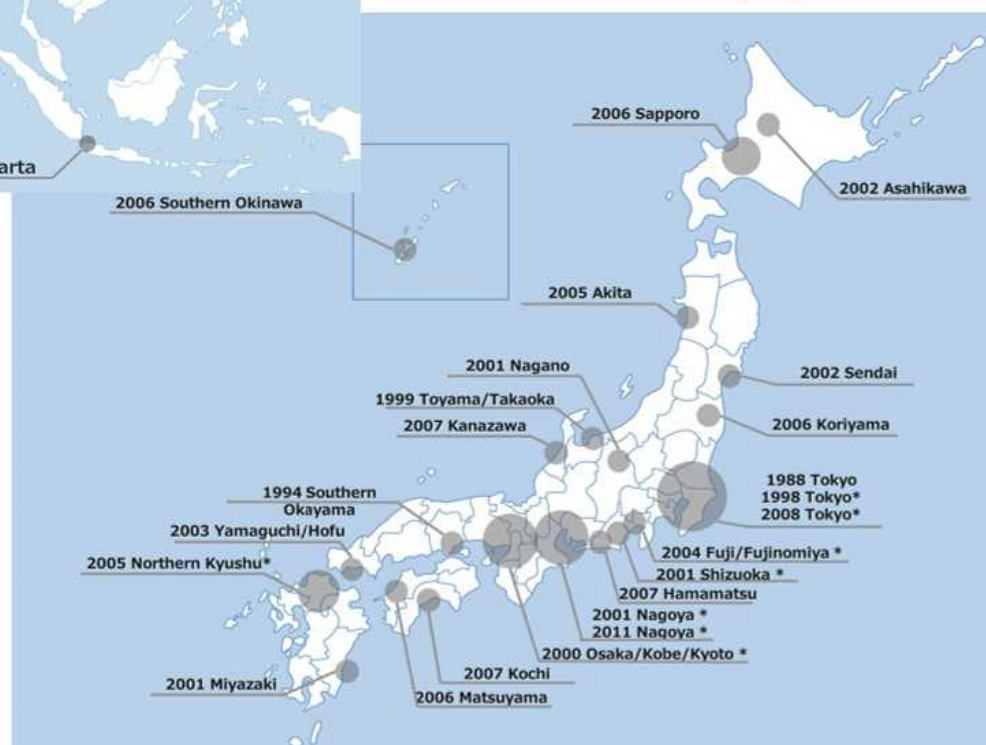 arta
2006 Sapporo
2002 Asahikawa
2006 Southern Okinawa
2005 Akita
2001 Nagano
2002 Sendai
1999 Toyama/Takaoka
2007 Kanazawa
2006 Koriyama
1988 Tokyo
1998 Tokyo*
2008 Tokyo*
1994 Southern
Okayama
2003 Yamaguchi/Hofu
2005 Northern Kyushu*
2004 Fuji/Fujinomiya *
2001 Shizuoka *
2007 Hamamatsu
2001 Nagoya *
2011 Nagoya *
2000 Osaka/Kobe/Kyoto *
2007 Kochi
2001 Miyazaki
2006 Matsuyama